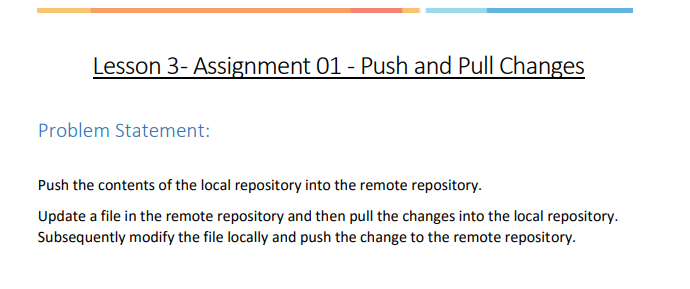 Lesson 3- Assignment 01 - Push and Pull Changes
Problem Statement:
Push the contents of the local repository into the remote repository.
Update a file in the remote repository and then pull the changes into the local repository.
Subsequently modify the file locally and push the change to the remote repository.